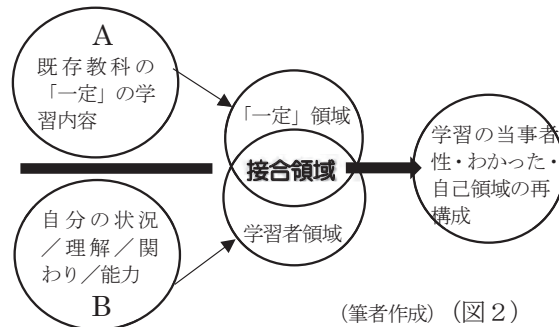 A
既存教科の
「一定」の学
習内容
「一定」領域
接合領域
学習者領域
学習の当事者
性・わかった・
自己領域の再
構成
自分の状況
／理解／関
わり／能力
B
(筆者作成)（図２）